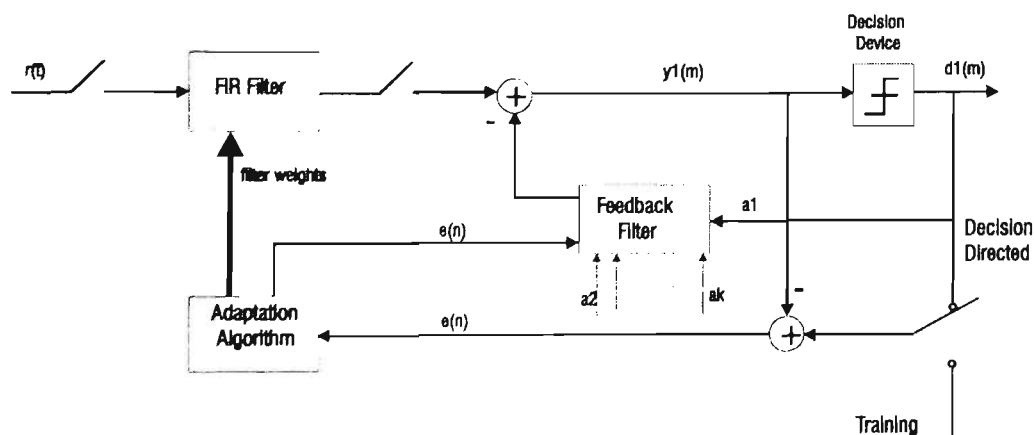 Decision
Device
r(t)
FIR Filter
y1(m)
d1(m)
+
-
filter weights
Feedback
Filter
a1
e(n)
Decision
Directed
a2
ak
-
Adaptation
Algorithm
e(n)
+
Training